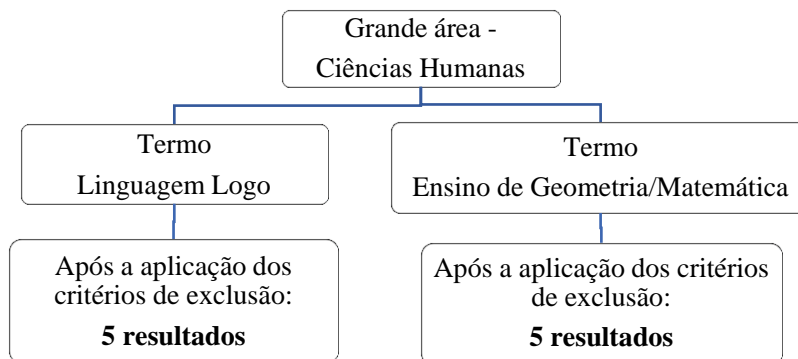 Grande área -
Ciências Humanas
Termo
Linguagem Logo
Termo
Ensino de Geometria/Matemática
Após a aplicação dos
critérios de exclusão:
5 resultados
Após a aplicação dos critérios
de exclusão:
5 resultados